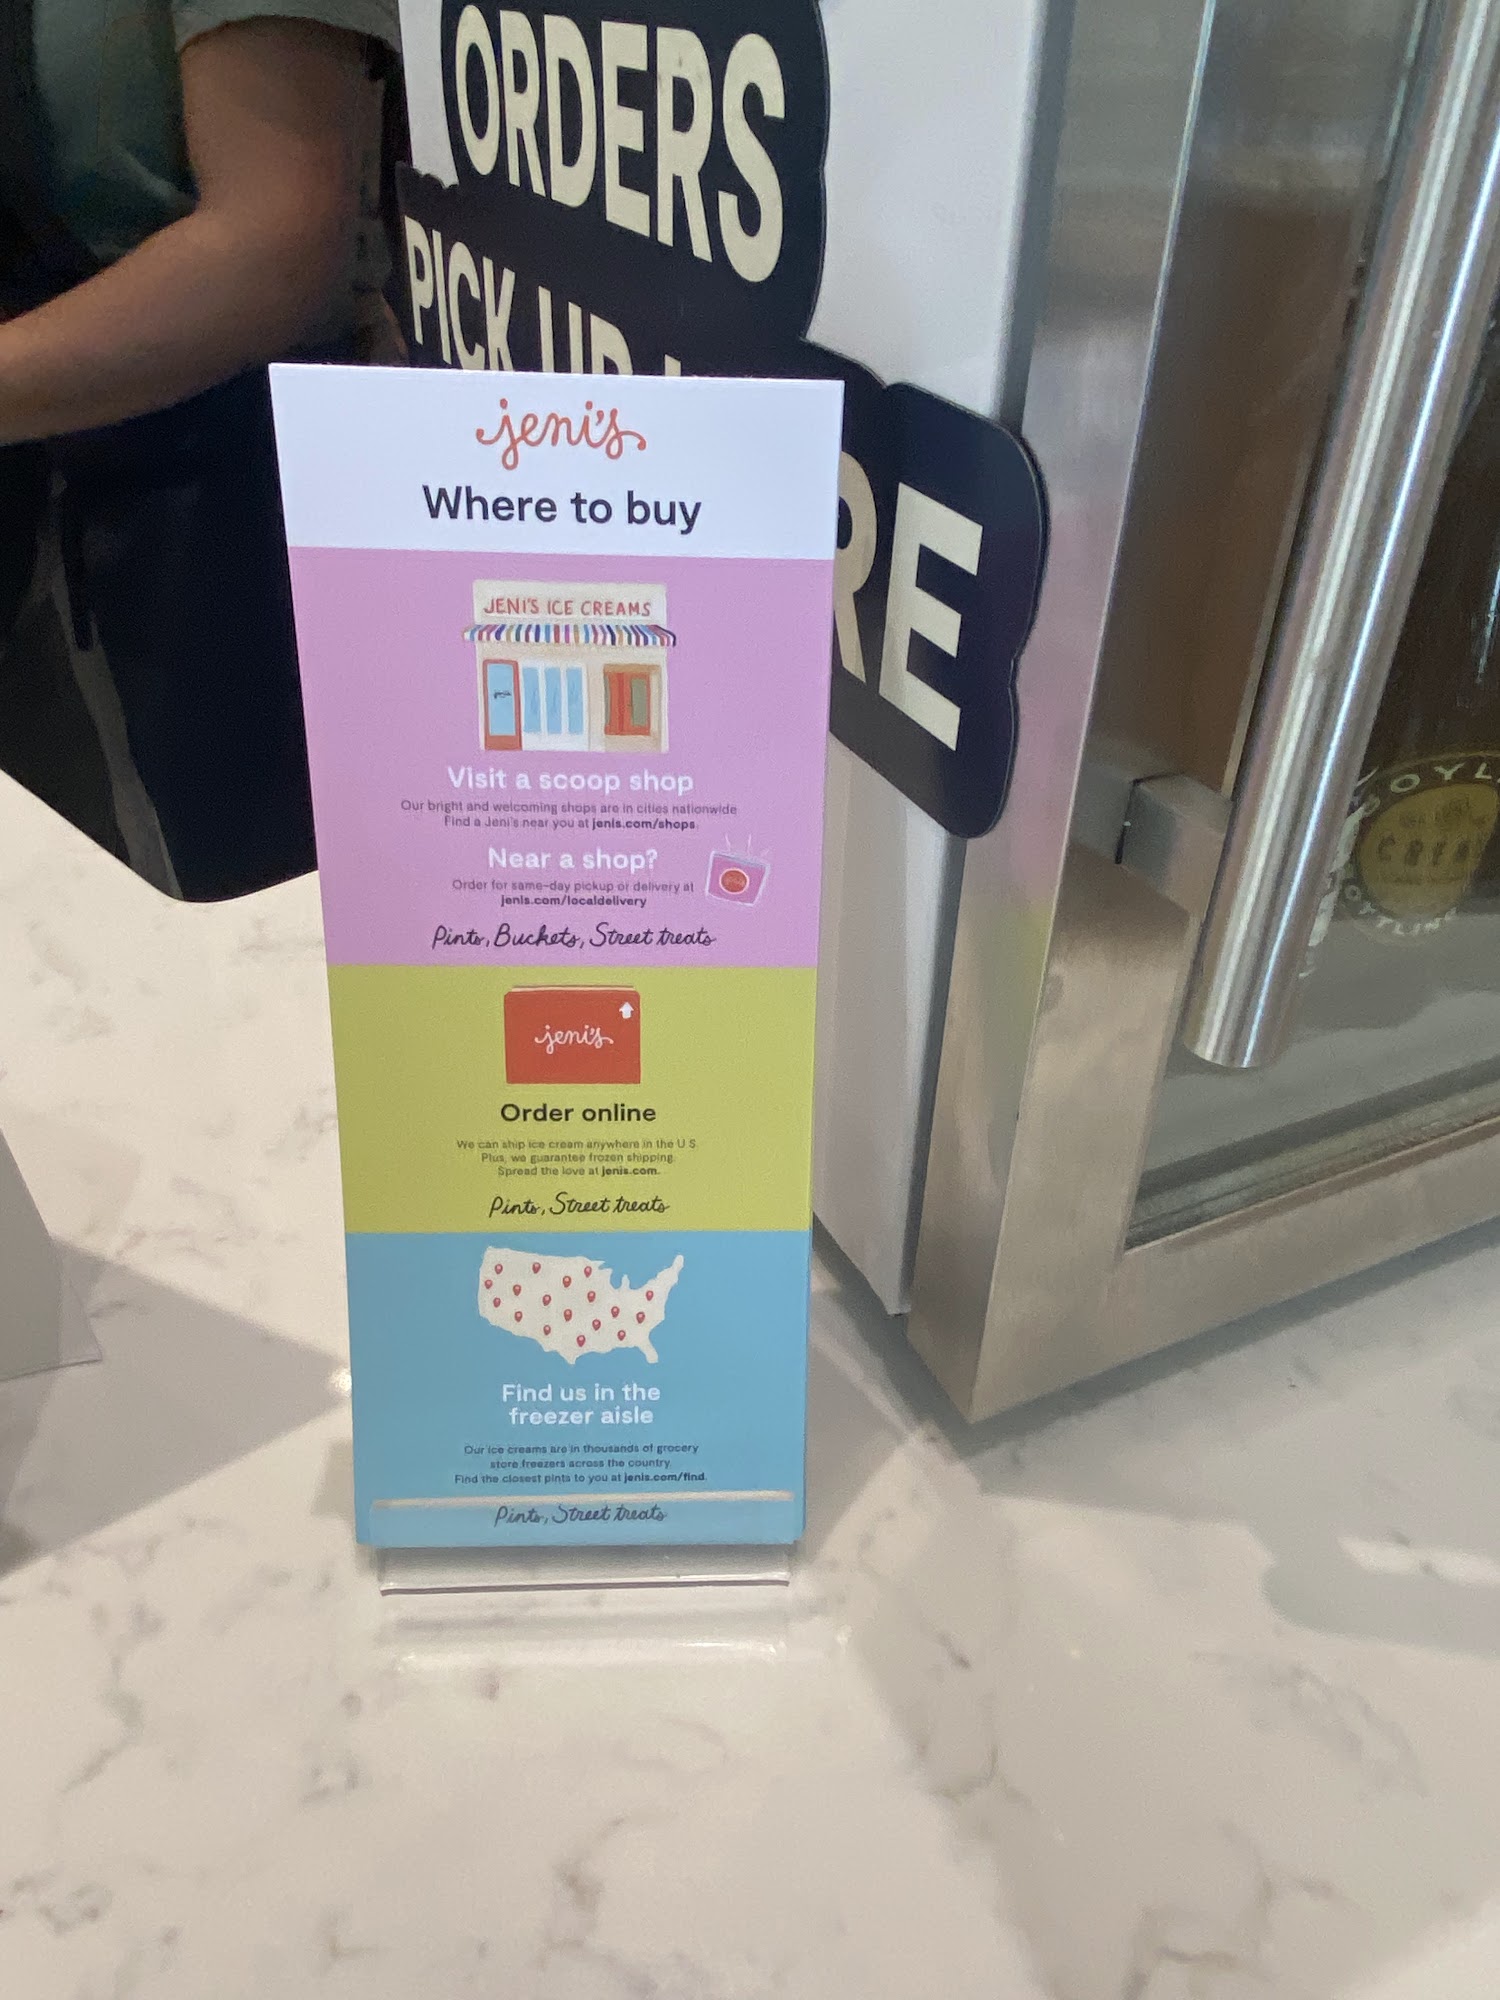 ORDERS
PICK UP
RE
jeni's
Where to buy
JENI'S ICE CREAMS
Visit a scoop shop
Our bright and welcoming shops are in cities nationwide
Find a Jeni's near you at jenis.com/shops.
Near a shop?
Order for same-day pickup or delivery at
jenis.com/localdelivery
Pints, Buckets, Street treats
jeni's
Order online
We can ship ice cream anywhere in the U.S.
Plus, we guarantee frozen shipping.
Spread the love at jenis.com.
Pints, Street treats
Find us in the
freezer aisle
Our ice creams are in thousands of grocery
store freezers across the country.
Find the closest pints to you at jenis.com/find.
Pints, Street treats